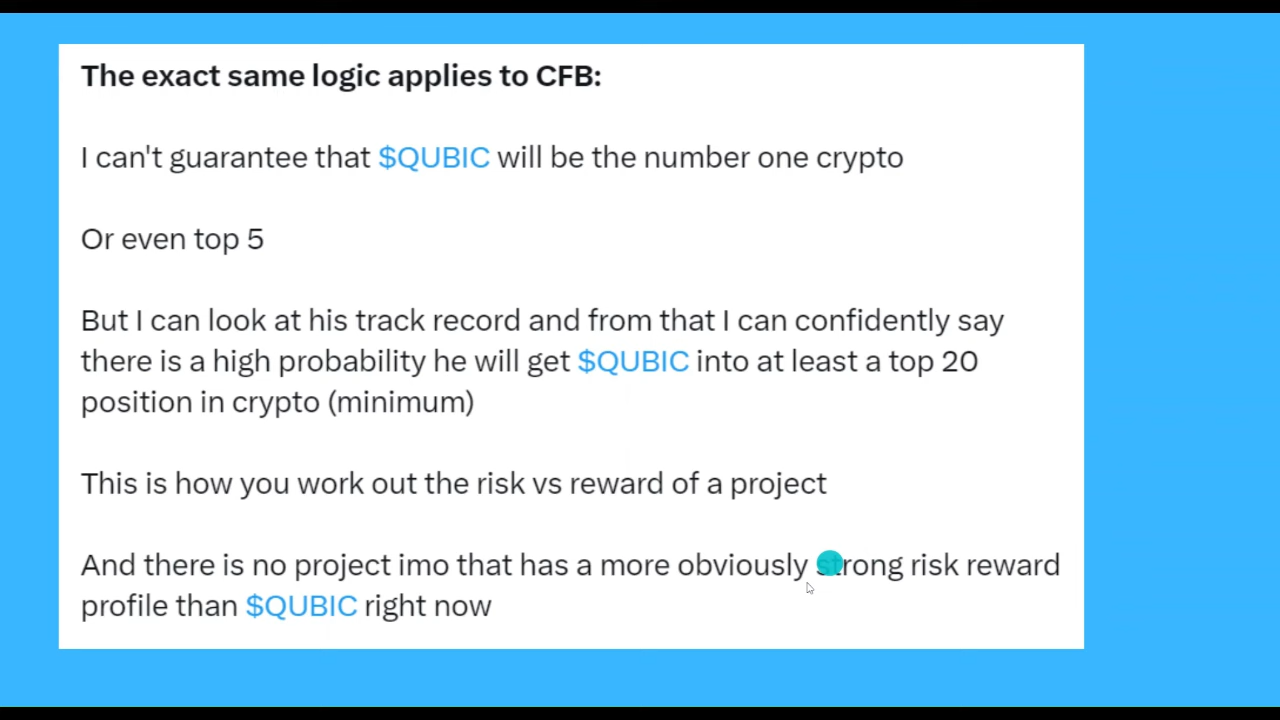 The exact same logic applies to CFB:
I can't guarantee that $QUBIC will be the number one crypto
Or even top 5
But I can look at his track record and from that I can confidently say
there is a high probability he will get $QUBIC into at least a top 20
position in crypto (minimum)
This is how you work out the risk vs reward of a project
And there is no project imo that has a more obviously strong risk reward
profile than $QUBIC right now